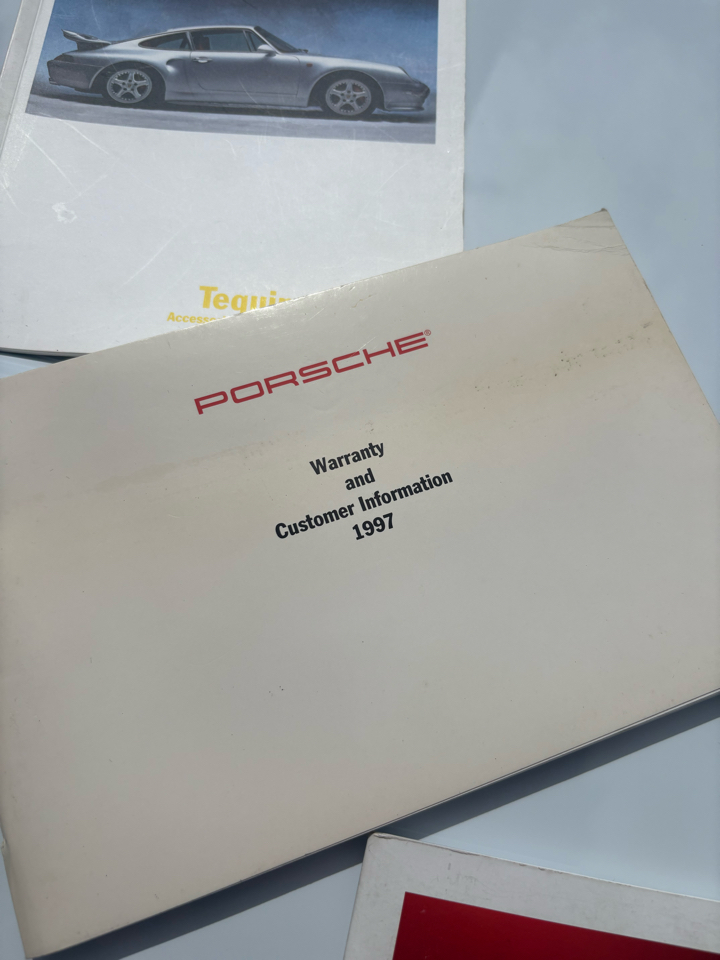 PORSCHE®
Warranty
and
Customer Information
1997